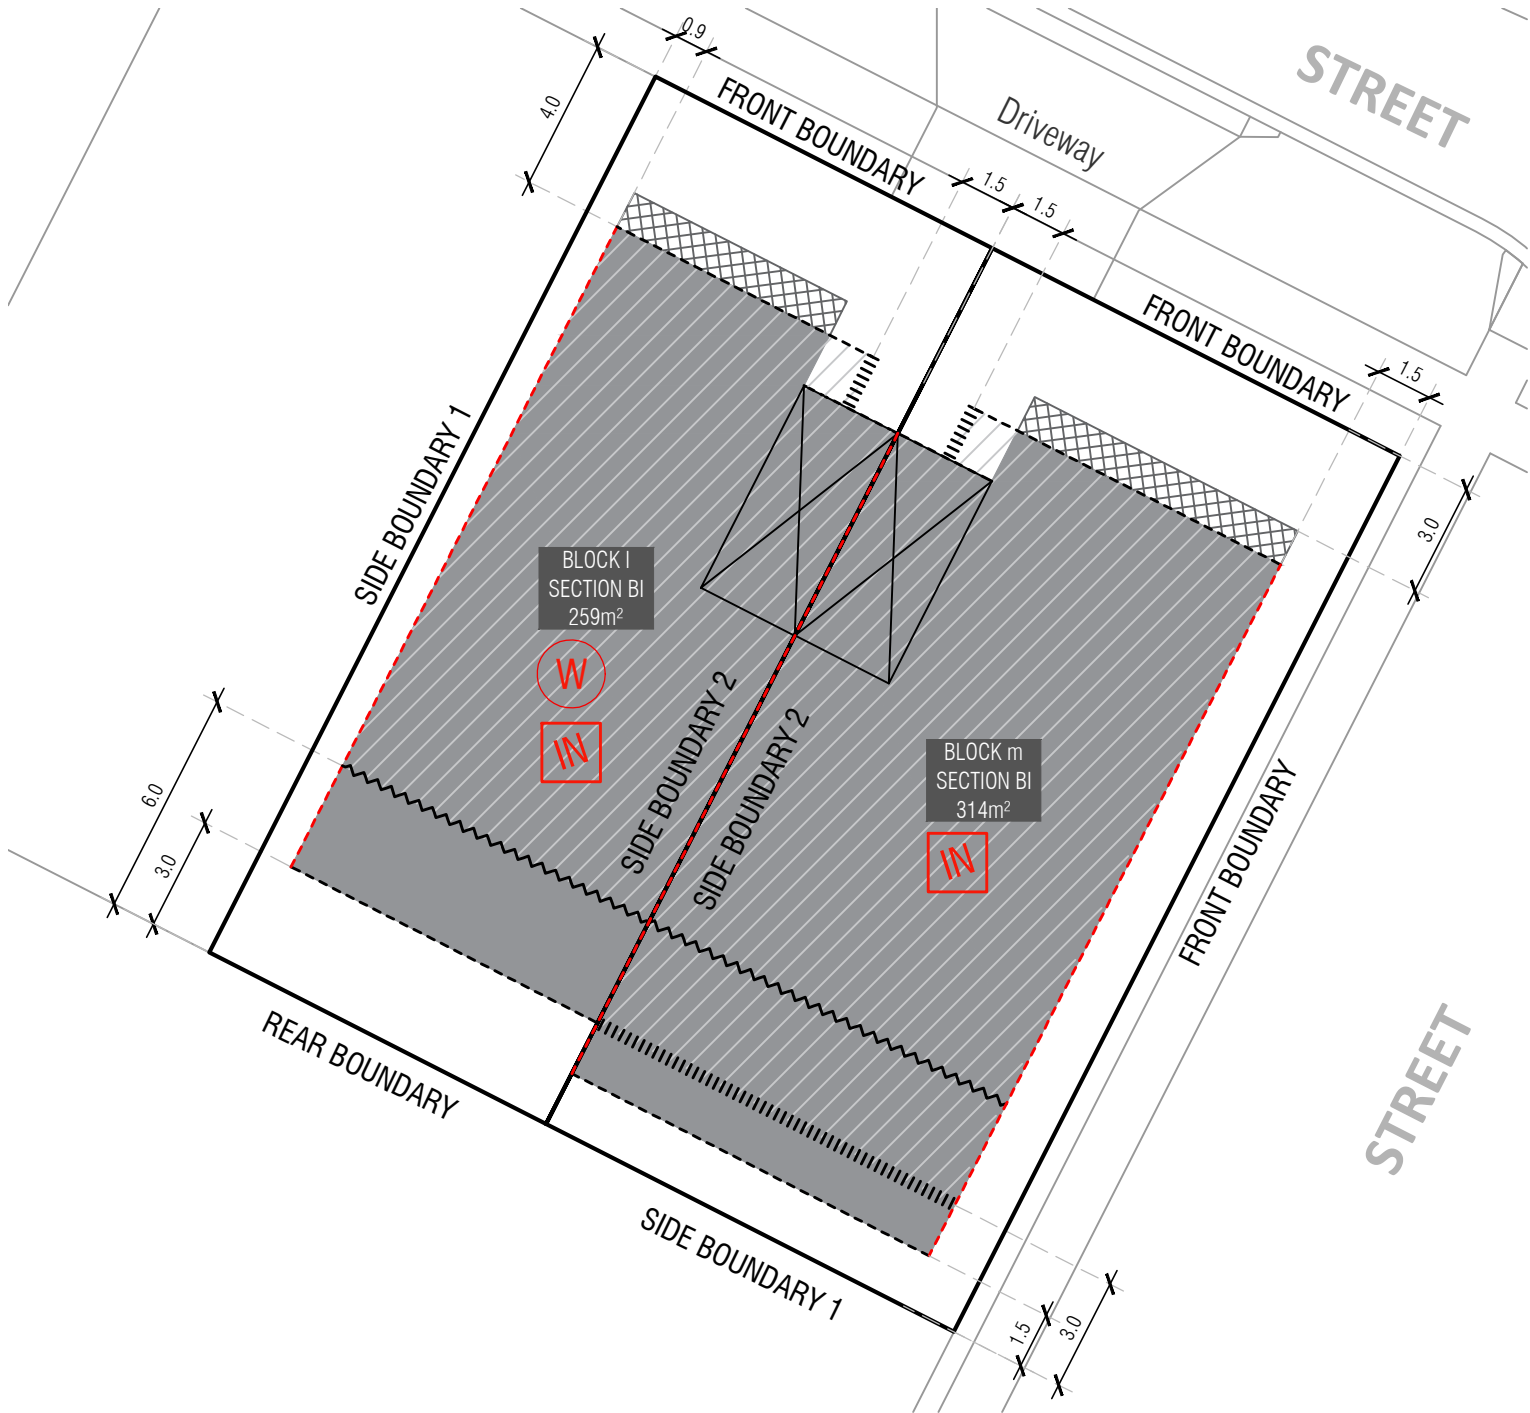 0.9
STREET
4.0
FRONT BOUNDARY
Driveway
1.5
1.5
FRONT BOUNDARY
1.5
3.0
SIDE BOUNDARY 1
BLOCK l
SECTION BI
259m²
W
IN
SIDE BOUNDARY 2
SIDE BOUNDARY 2
BLOCK m
SECTION BI
314m²
IN
FRONT BOUNDARY
6.0
3.0
REAR BOUNDARY
SIDE BOUNDARY 1
STREET
1.5
3.0